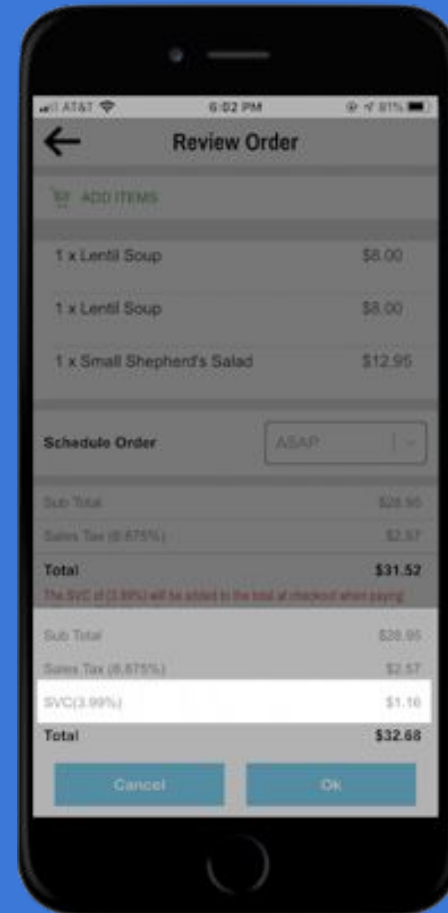 AT&T 6:02 PM 81%
Review Order
ADD ITEMS
1 x Lentil Soup $8.00
1 x Lentil Soup $8.00
1 x Small Shepherd's Salad $12.95
Schedule Order ASAP
Sub Total $28.95
Sales Tax (8.875%) $2.57
Total $31.52
The SVC of (3.99%) will be added to the total at checkout when paying
Sub Total $28.95
Sales Tax (8.875%) $2.57
SVC(3.99%) $1.16
Total $32.68
Cancel Ok